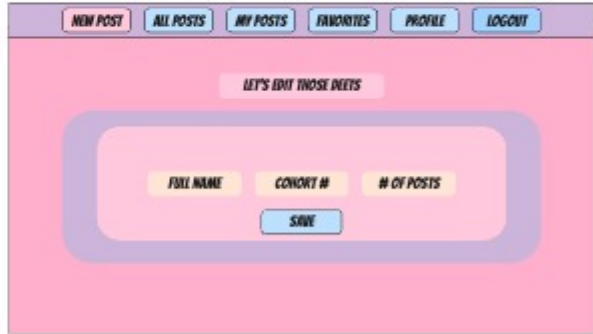 NEW POST ALL POSTS MY POSTS FAVORITES PROFILE LOGOUT
LET'S EDIT THOSE DEETS
FULL NAME COHORT # # OF POSTS
SAVE